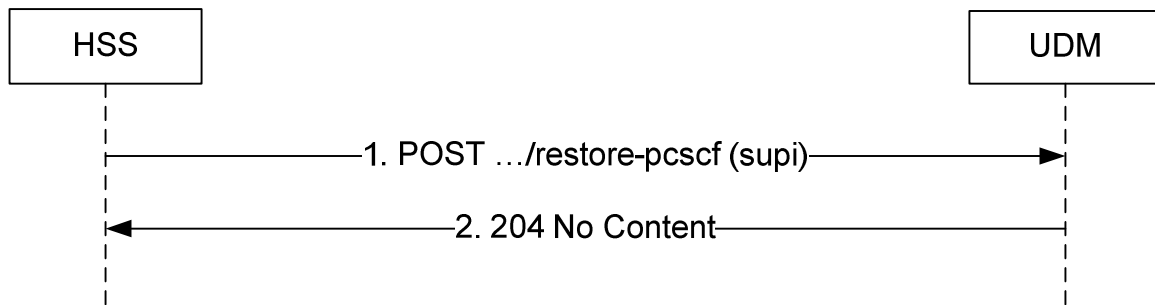 HSS
UDM
1. POST …/restore-pcscf (supi)
2. 204 No Content